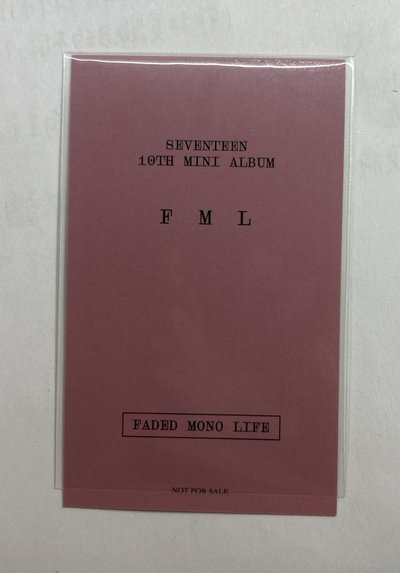 SEVENTEEN
10TH MINI ALBUM
F M L
FADED MONO LIFE
NOT FOR SALE